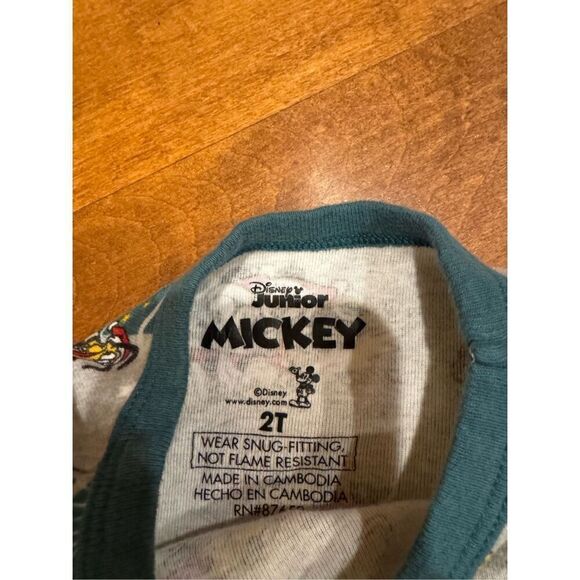 Disney
Junior
MICKEY
©Disney
www.disney.com
2T
WEAR SNUG-FITTING,
NOT FLAME RESISTANT
MADE IN CAMBODIA
HECHO EN CAMBODIA